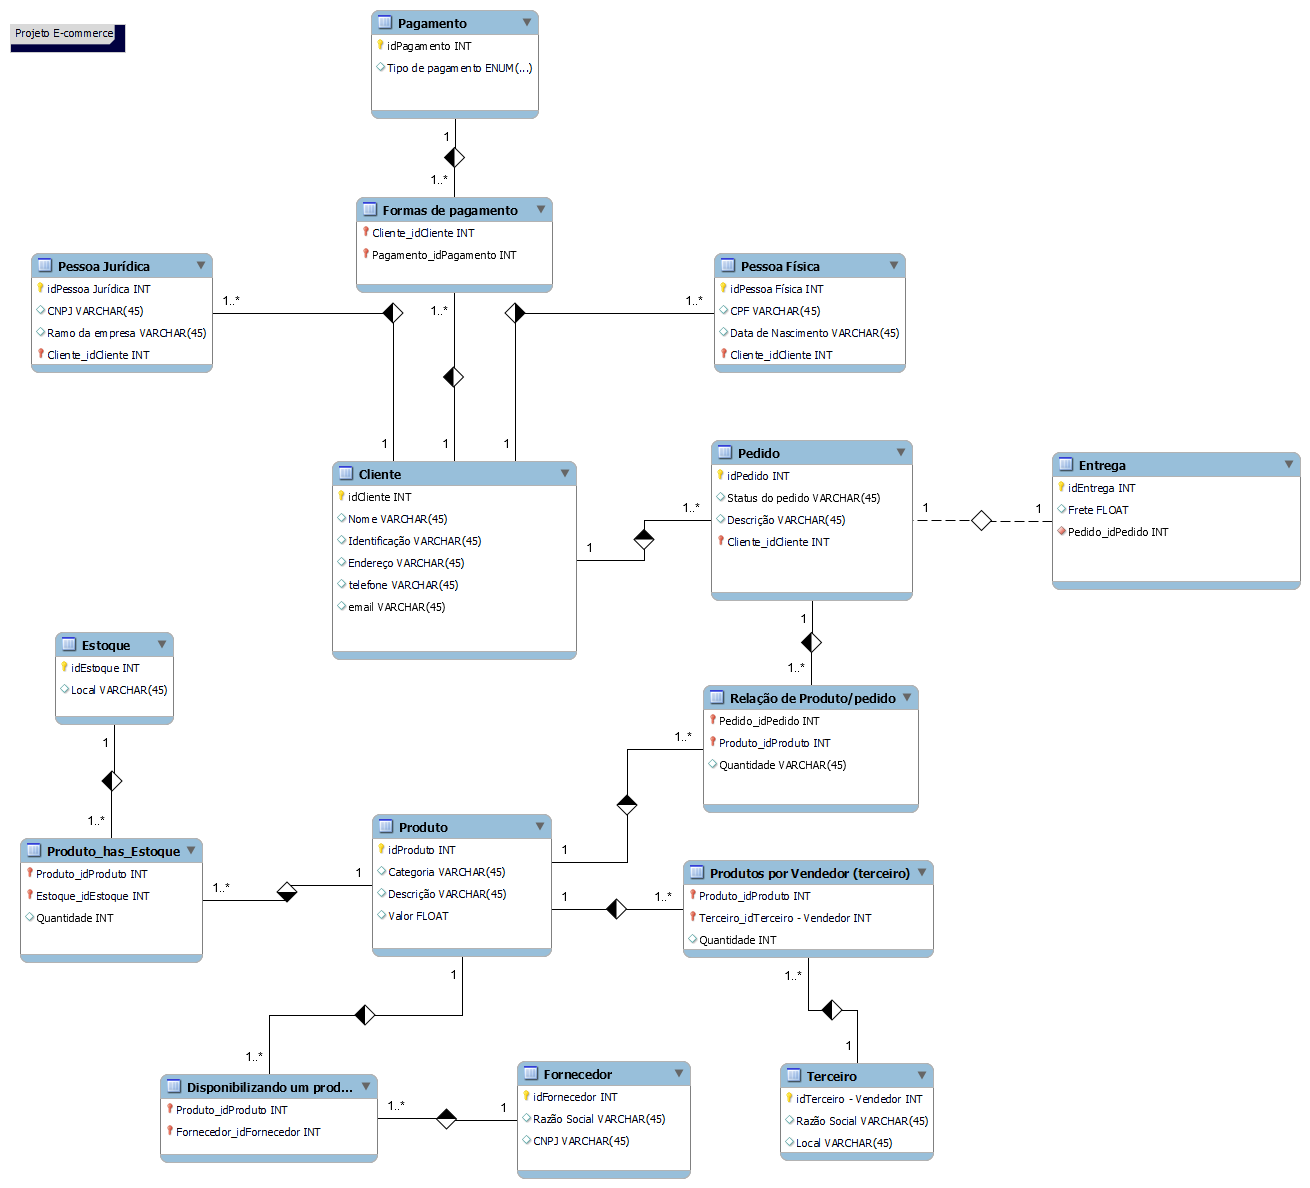 Projeto E-commerce
Pagamento
idPagamento INT
Tipo de pagamento ENUM(...)
1
1..*
Formas de pagamento
Cliente_idCliente INT
Pagamento_idPagamento INT
Pessoa Jurídica
idPessoa Jurídica INT
CNPJ VARCHAR(45)
Ramo da empresa VARCHAR(45)
Cliente_idCliente INT
1..*
1
1..*
1
Pessoa Física
idPessoa Física INT
CPF VARCHAR(45)
Data de Nascimento VARCHAR(45)
Cliente_idCliente INT
1..*
1
Cliente
idCliente INT
Nome VARCHAR(45)
Identificação VARCHAR(45)
Endereço VARCHAR(45)
telefone VARCHAR(45)
email VARCHAR(45)
1
1..*
Pedido
idPedido INT
Status do pedido VARCHAR(45)
Descrição VARCHAR(45)
Cliente_idCliente INT
1
1
Entrega
idEntrega INT
Frete FLOAT
Pedido_idPedido INT
1
1..*
Relação de Produto/pedido
Pedido_idPedido INT
Produto_idProduto INT
Quantidade VARCHAR(45)
1..*
1
Estoque
idEstoque INT
Local VARCHAR(45)
1
1..*
Produto_has_Estoque
Produto_idProduto INT
Estoque_idEstoque INT
Quantidade INT
1..*
1
Produto
idProduto INT
Categoria VARCHAR(45)
Descrição VARCHAR(45)
Valor FLOAT
1
1..*
Produtos por Vendedor (terceiro)
Produto_idProduto INT
Terceiro_idTerceiro - Vendedor INT
Quantidade INT
1..*
1
Terceiro
idTerceiro - Vendedor INT
Razão Social VARCHAR(45)
Local VARCHAR(45)
1
1..*
Disponibilizando um prod...
Produto_idProduto INT
Fornecedor_idFornecedor INT
1..*
1
Fornecedor
idFornecedor INT
Razão Social VARCHAR(45)
CNPJ VARCHAR(45)